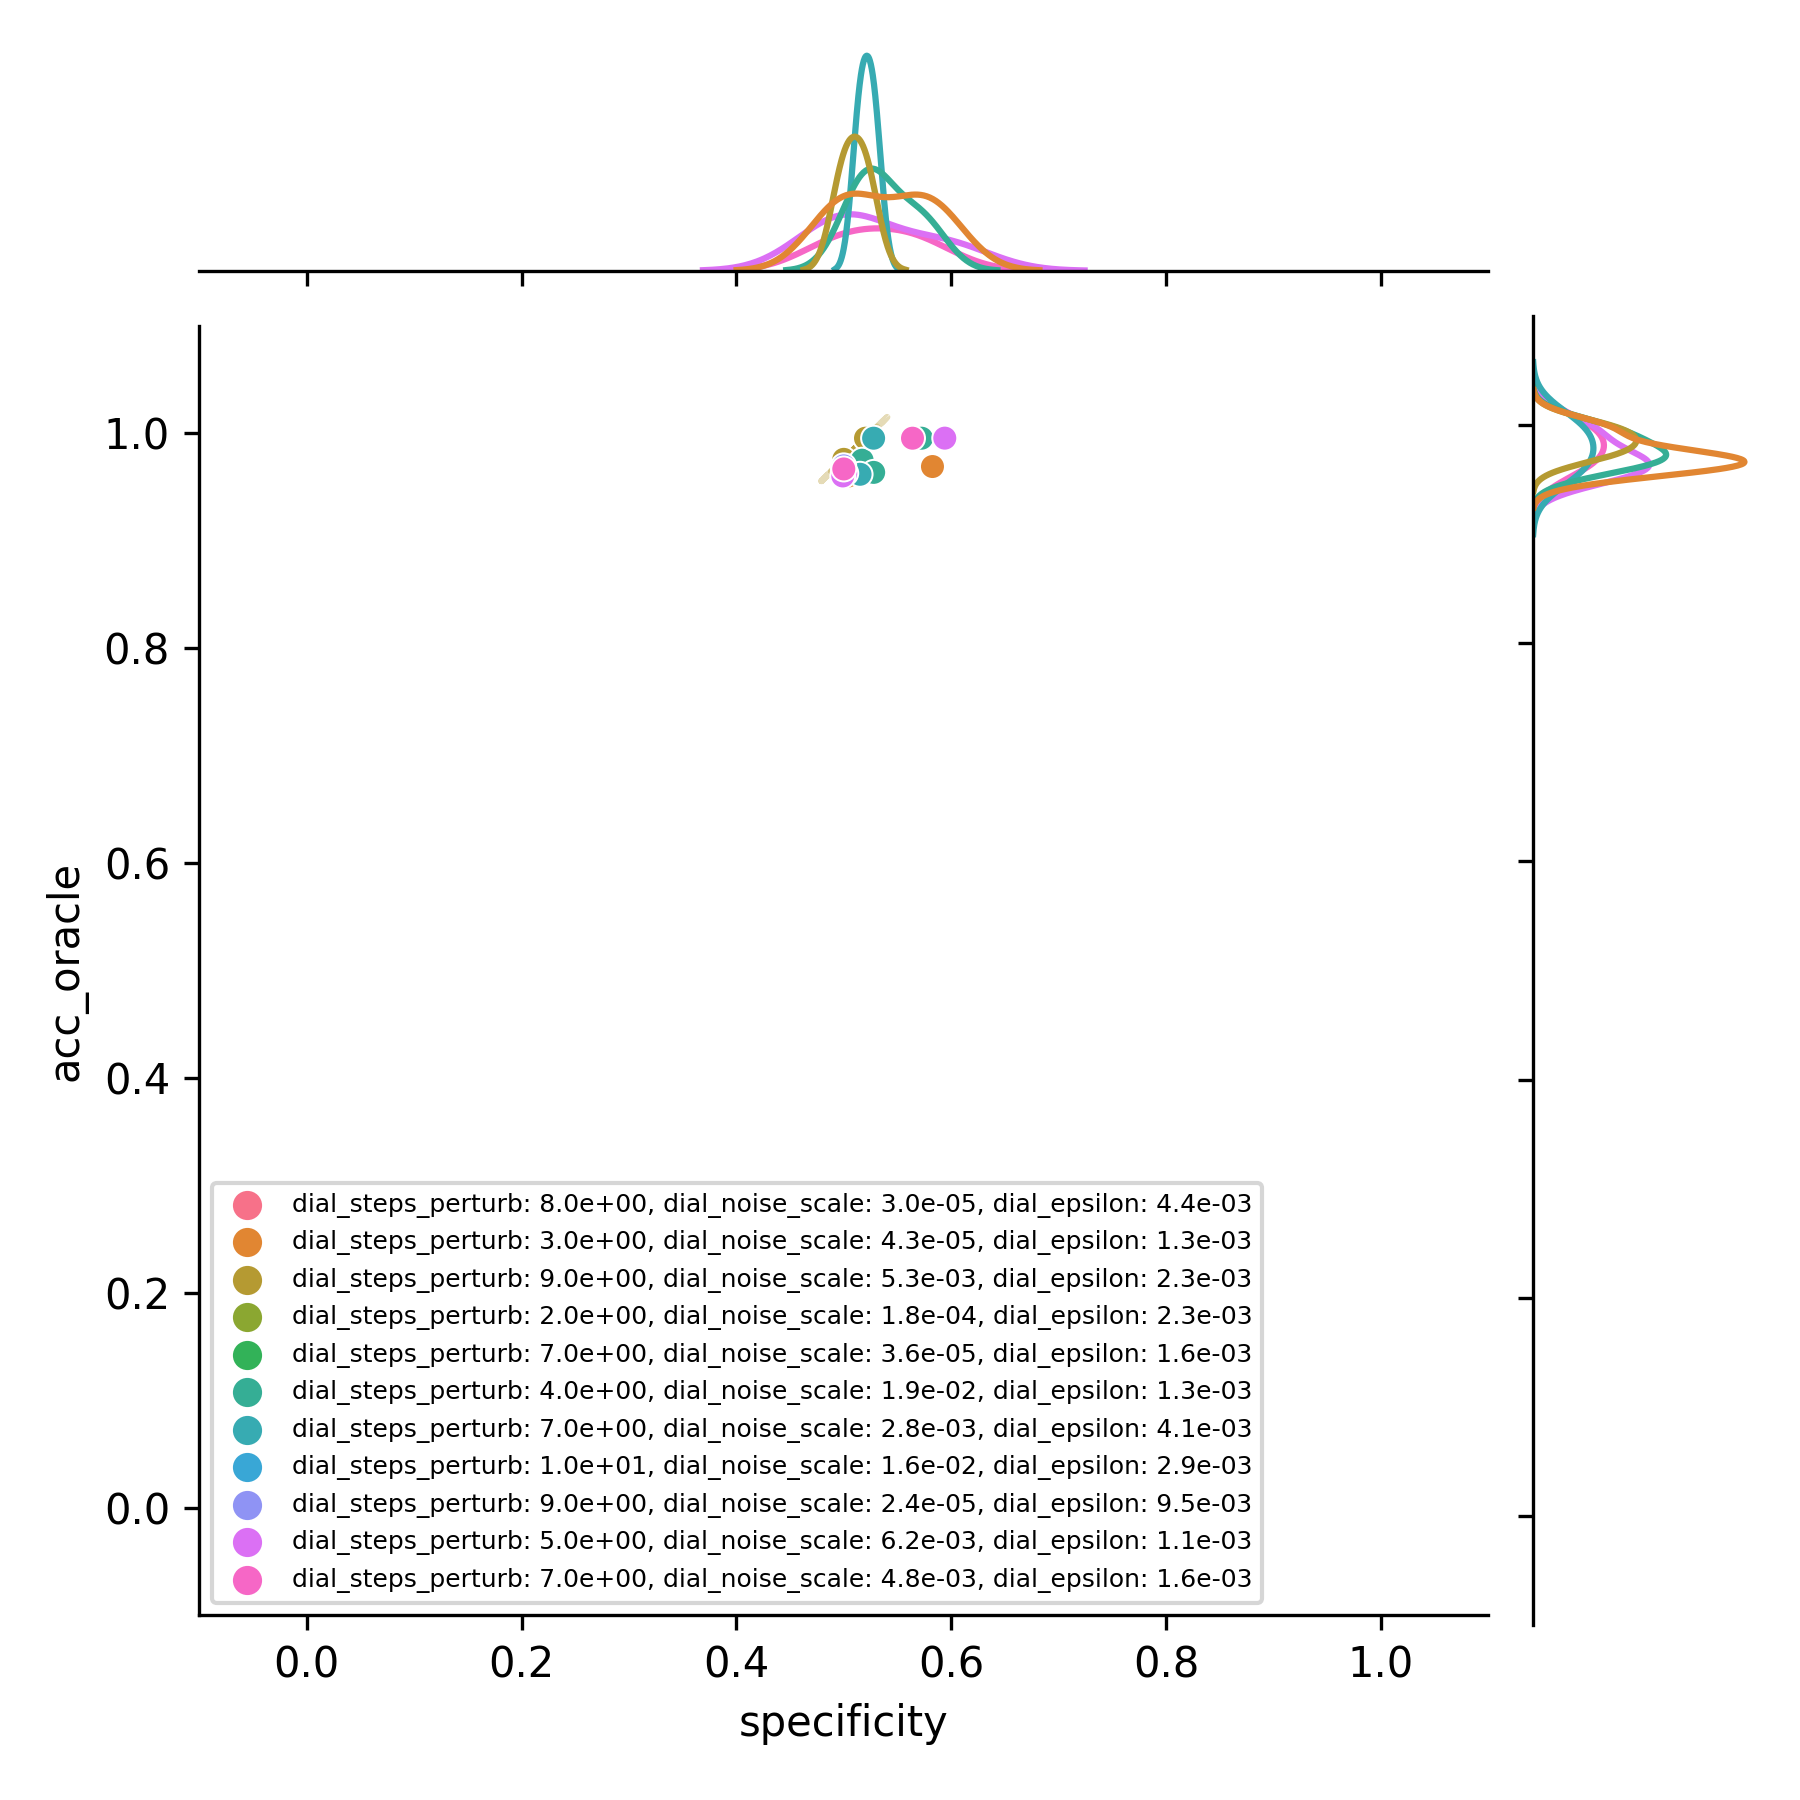 1.0
0.8
0.6
0.4
0.2
0.0
acc_oracle
dial_steps_perturb: 8.0e+00, dial_noise_scale: 3.0e-05, dial_epsilon: 4.4e-03
dial_steps_perturb: 3.0e+00, dial_noise_scale: 4.3e-05, dial_epsilon: 1.3e-03
dial_steps_perturb: 9.0e+00, dial_noise_scale: 5.3e-03, dial_epsilon: 2.3e-03
dial_steps_perturb: 2.0e+00, dial_noise_scale: 1.8e-04, dial_epsilon: 2.3e-03
dial_steps_perturb: 7.0e+00, dial_noise_scale: 3.6e-05, dial_epsilon: 1.6e-03
dial_steps_perturb: 4.0e+00, dial_noise_scale: 1.9e-02, dial_epsilon: 1.3e-03
dial_steps_perturb: 7.0e+00, dial_noise_scale: 2.8e-03, dial_epsilon: 4.1e-03
dial_steps_perturb: 1.0e+01, dial_noise_scale: 1.6e-02, dial_epsilon: 2.9e-03
dial_steps_perturb: 9.0e+00, dial_noise_scale: 2.4e-05, dial_epsilon: 9.5e-03
dial_steps_perturb: 5.0e+00, dial_noise_scale: 6.2e-03, dial_epsilon: 1.1e-03
dial_steps_perturb: 7.0e+00, dial_noise_scale: 4.8e-03, dial_epsilon: 1.6e-03
0.0 0.2 0.4 0.6 0.8 1.0
specificity